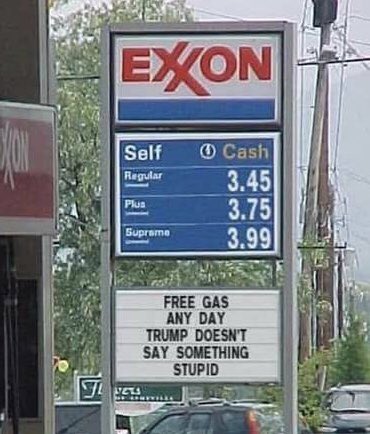 EXXON
Self Cash
Regular 3.45
Plus 3.75
Supreme 3.99
FREE GAS
ANY DAY
TRUMP DOESN'T
SAY SOMETHING
STUPID